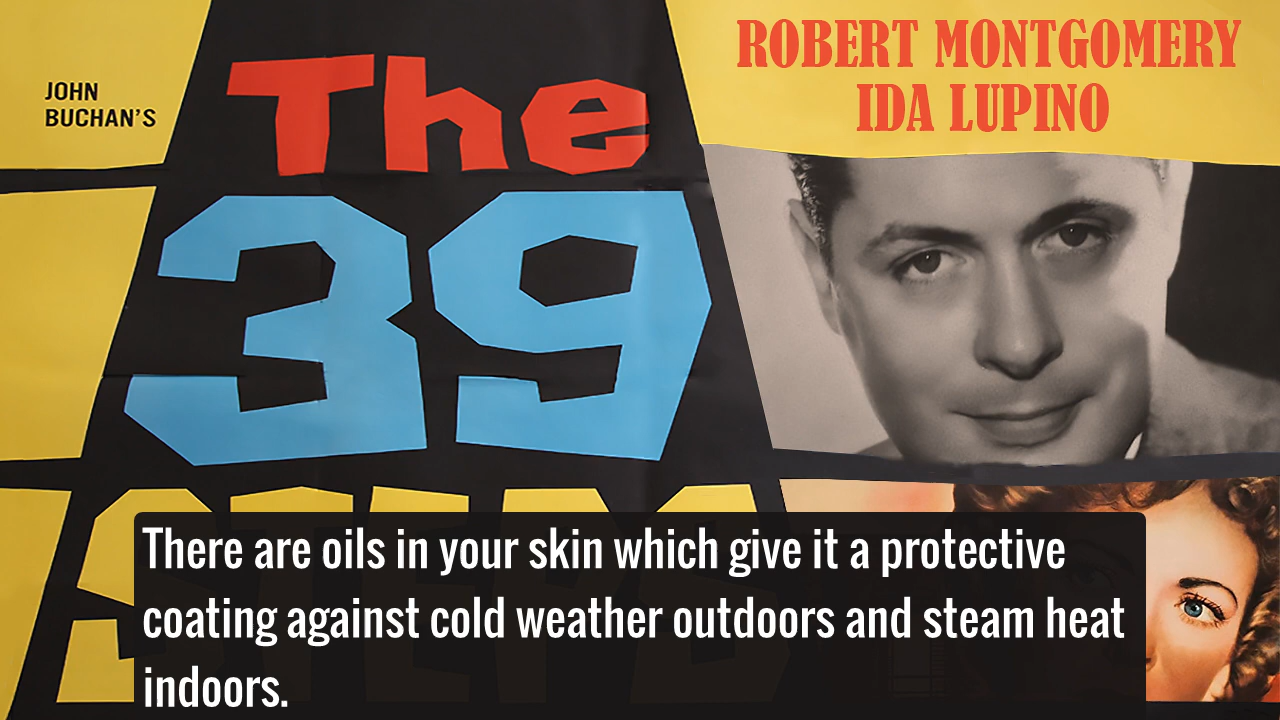 JOHN
BUCHAN'S
The
39
STEPS
ROBERT MONTGOMERY
IDA LUPINO
There are oils in your skin which give it a protective
coating against cold weather outdoors and steam heat
indoors.